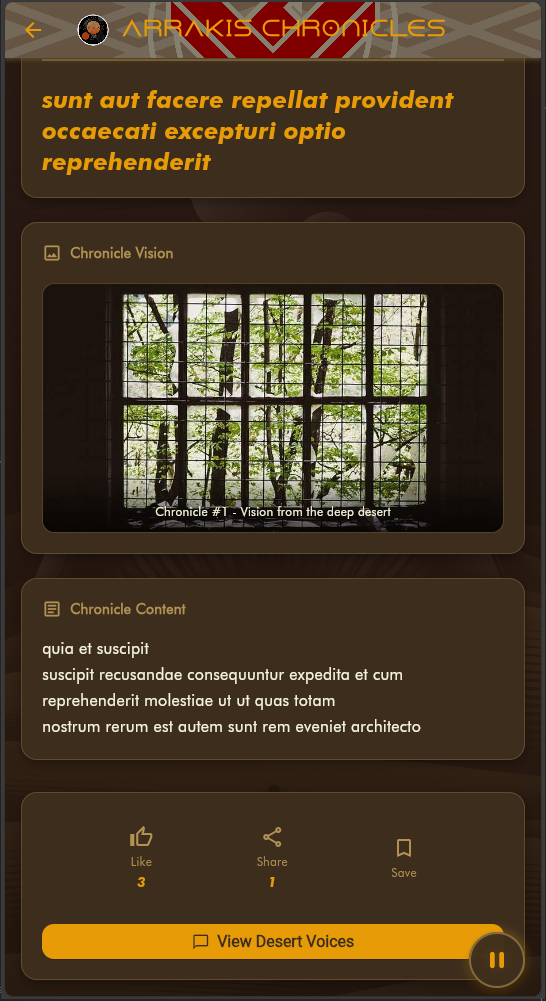 ARRAKIS CHRONICLES
sunt aut facere repellat provident
occaecati excepturi optio
reprehenderit
Chronicle Vision
Chronicle #1 - Vision from the deep desert
Chronicle Content
quia et suscipit
suscipit recusandae consequuntur expedita et cum
reprehenderit molestiae ut ut quas totam
nostrum rerum est autem sunt rem eveniet architecto
Like
3
Share
1
Save
View Desert Voices